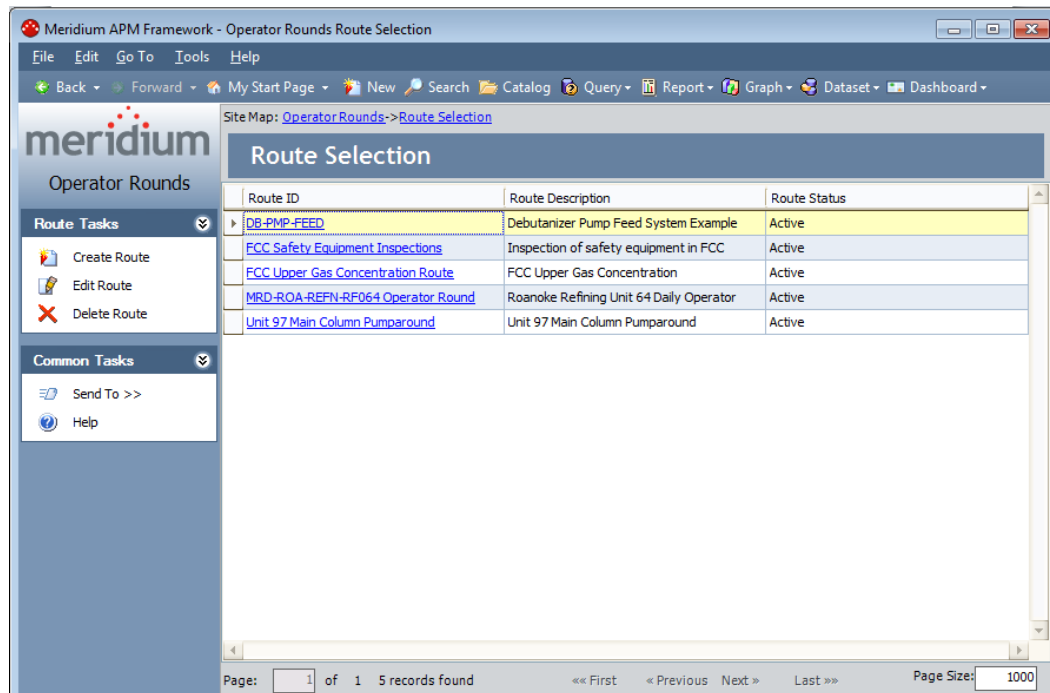 Meridium APM Framework - Operator Rounds Route Selection
File Edit Go To Tools Help
Back Forward My Start Page New Search Catalog Query Report Graph Dataset Dashboard
meridium
Operator Rounds
Site Map: Operator Rounds->Route Selection
Route Selection
Route Tasks
Create Route
Edit Route
Delete Route
Common Tasks
Send To >>
Help
Route ID Route Description Route Status
DB-PMP-FEED Debutanizer Pump Feed System Example Active
FCC Safety Equipment Inspections Inspection of safety equipment in FCC Active
FCC Upper Gas Concentration Route FCC Upper Gas Concentration Active
MRD-ROA-REFN-RF064 Operator Round Roanoke Refining Unit 64 Daily Operator Active
Unit 97 Main Column Pumparound Unit 97 Main Column Pumparound Active
Page: 1 of 1 5 records found «« First « Previous Next » Last »» Page Size: 1000